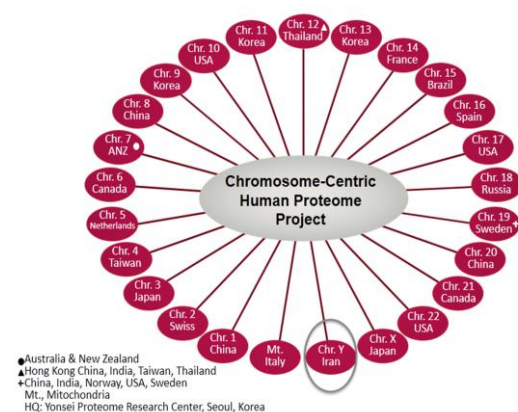 Chr. 12
Thailand▲
Chr. 13
Korea
Chr. 14
France
Chr. 15
Brazil
Chr. 16
Spain
Chr. 17
USA
Chr. 18
Russia
Chr. 19
Sweden+
Chr. 20
China
Chr. 21
Canada
Chr. 22
USA
Chr. X
Japan
Chr. Y
Iran
Mt.
Italy
Chr. 1
China
Chr. 2
Swiss
Chr. 3
Japan
Chr. 4
Taiwan
Chr. 5
Netherlands
Chr. 6
Canada
Chr. 7
ANZ●
Chr. 8
China
Chr. 9
Korea
Chr. 10
USA
Chr. 11
Korea
Chromosome-Centric
Human Proteome
Project
●Australia & New Zealand
▲Hong Kong China, India, Taiwan, Thailand
+China, India, Norway, USA, Sweden
Mt., Mitochondria
HQ: Yonsei Proteome Research Center, Seoul, Korea